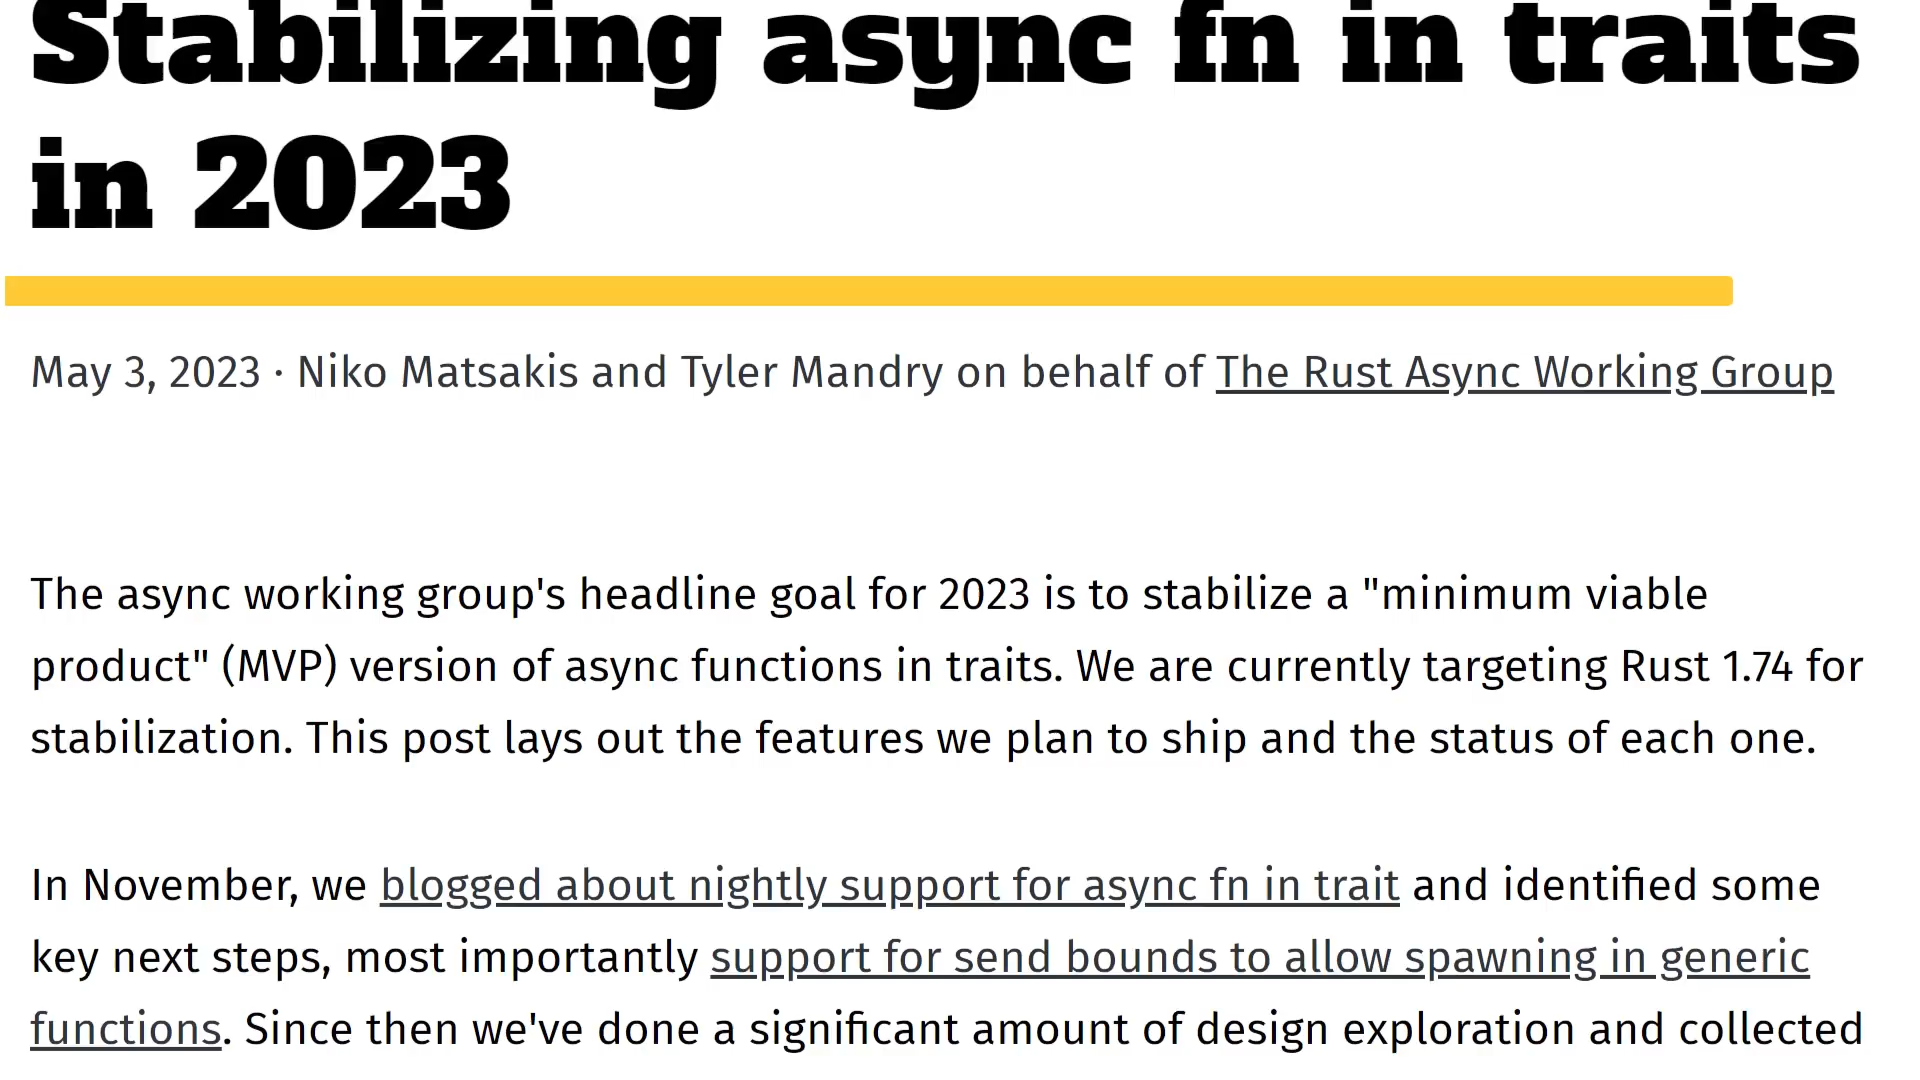 Stabilizing async fn in traits
in 2023
May 3, 2023 · Niko Matsakis and Tyler Mandry on behalf of The Rust Async Working Group
The async working group's headline goal for 2023 is to stabilize a "minimum viable
product" (MVP) version of async functions in traits. We are currently targeting Rust 1.74 for
stabilization. This post lays out the features we plan to ship and the status of each one.
In November, we blogged about nightly support for async fn in trait and identified some
key next steps, most importantly support for send bounds to allow spawning in generic
functions. Since then we've done a significant amount of design exploration and collected